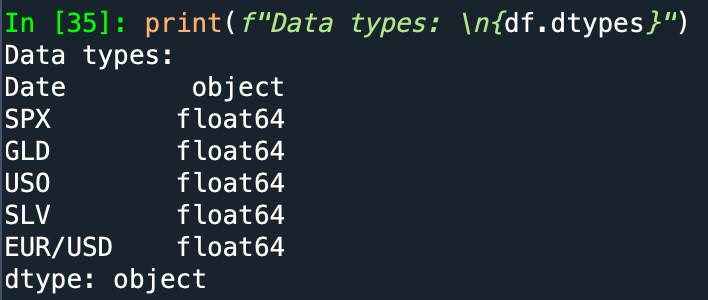 In [35]: print(f"Data types: \n{df.dtypes}")
Data types:
Date        object
SPX        float64
GLD        float64
USO        float64
SLV        float64
EUR/USD    float64
dtype: object